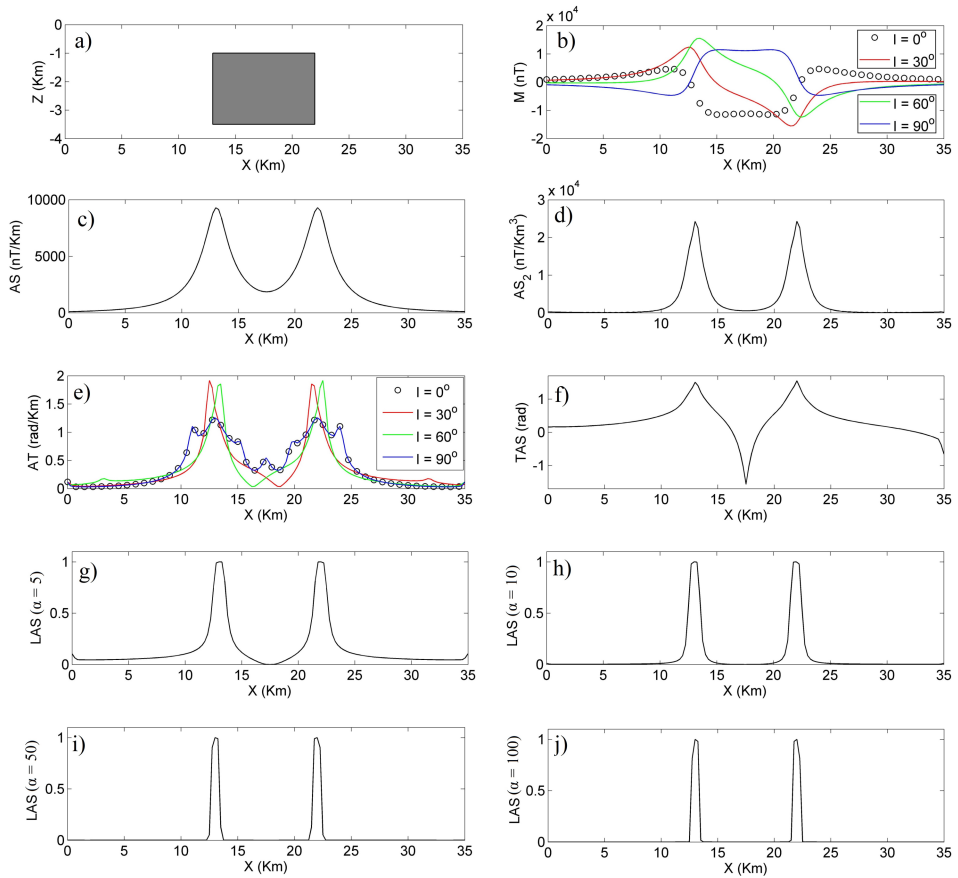 a)
Z (Km)
0
-1
-2
-3
-4
0 5 10 15 20 25 30 35
X (Km)
b)
x 10⁴
M (nT)
2
1
0
-1
-2
0 5 10 15 20 25 30 35
X (Km)
I = 0°
I = 30°
I = 60°
I = 90°
c)
AS (nT/Km)
10000
5000
0
0 5 10 15 20 25 30 35
X (Km)
d)
x 10⁴
AS₂ (nT/Km³)
3
2
1
0
0 5 10 15 20 25 30 35
X (Km)
e)
AT (rad/Km)
2
1.5
1
0.5
0
0 5 10 15 20 25 30 35
X (Km)
I = 0°
I = 30°
I = 60°
I = 90°
f)
TAS (rad)
1
0
-1
0 5 10 15 20 25 30 35
X (Km)
g)
LAS (α = 5)
1
0.5
0
0 5 10 15 20 25 30 35
X (Km)
h)
LAS (α = 10)
1
0.5
0
0 5 10 15 20 25 30 35
X (Km)
i)
LAS (α = 50)
1
0.5
0
0 5 10 15 20 25 30 35
X (Km)
j)
LAS (α = 100)
1
0.5
0
0 5 10 15 20 25 30 35
X (Km)